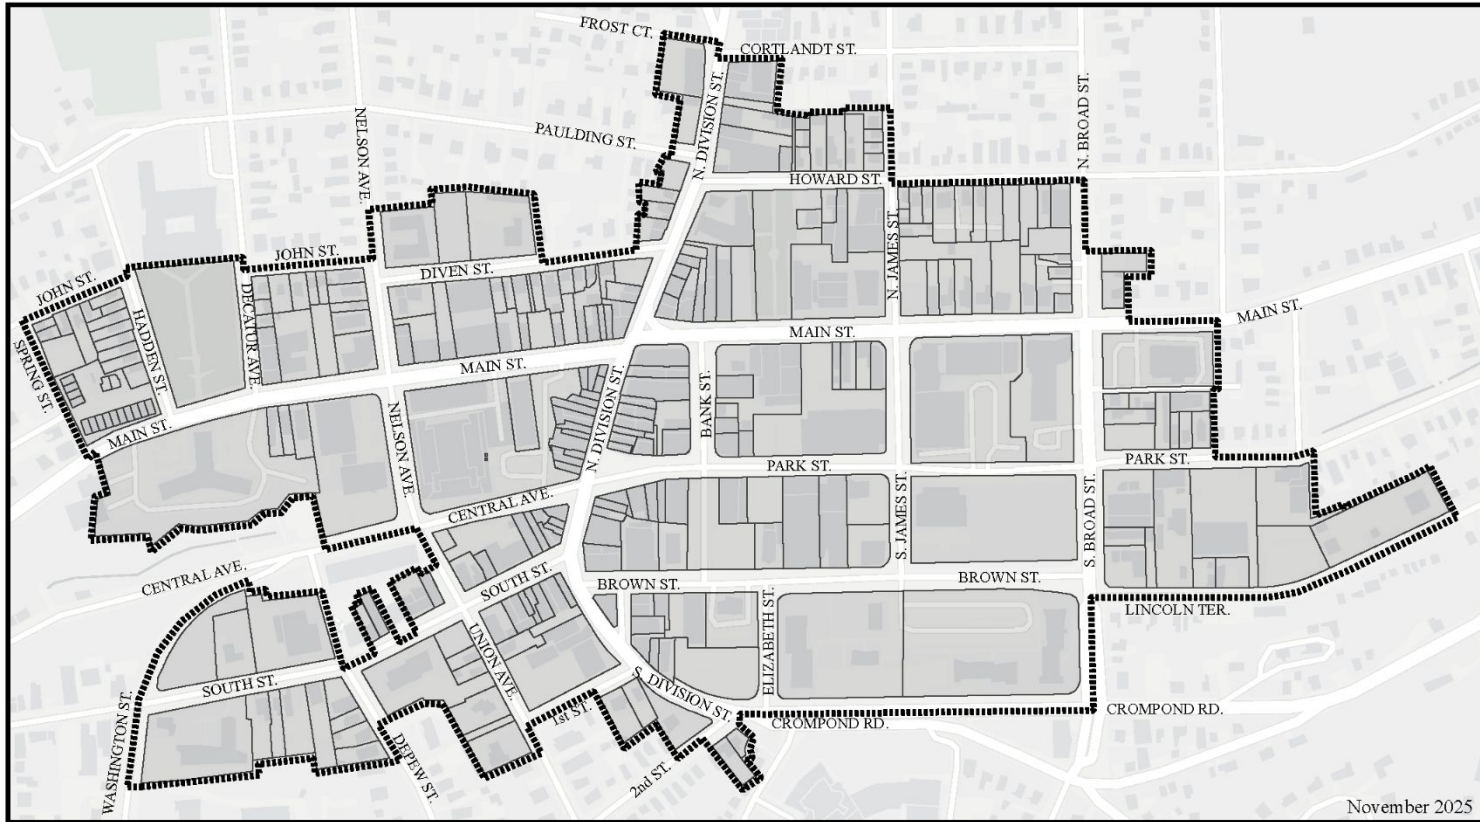 FROST CT.
CORTLANDT ST.
N. DIVISION ST.
N. BROAD ST.
NELSON AVE.
PAULDING ST.
HOWARD ST.
N. JAMES ST.
JOHN ST.
JOHN ST.
DIVEN ST.
DECATUR AVE.
HADDEN ST.
SPRING ST.
MAIN ST.
MAIN ST.
MAIN ST.
MAIN ST.
N. DIVISION ST.
BANK ST.
NELSON AVE.
PARK ST.
PARK ST.
CENTRAL AVE.
S. JAMES ST.
S. BROAD ST.
CENTRAL AVE.
SOUTH ST.
BROWN ST.
BROWN ST.
ELIZABETH ST.
LINCOLN TER.
UNION AVE.
SOUTH ST.
S. DIVISION ST.
WASHINGTON ST.
1st ST.
CROMPOND RD.
CROMPOND RD.
DEPEW ST.
2nd ST.
November 2025